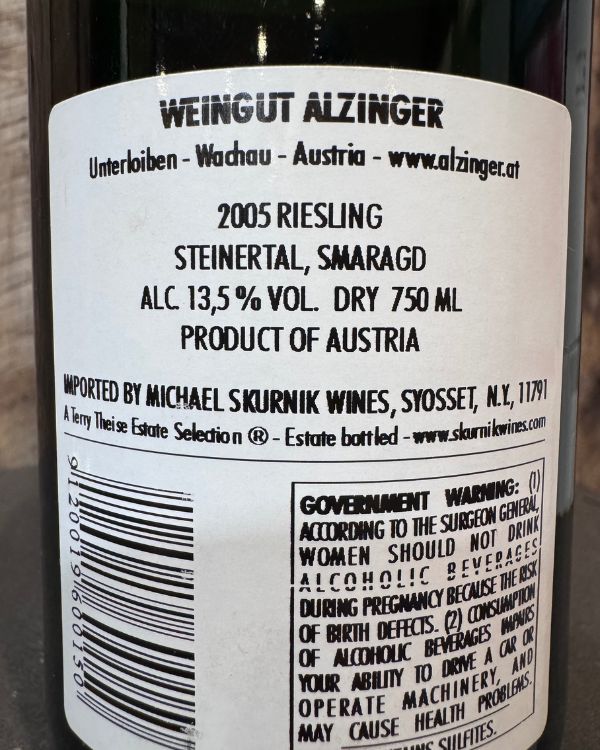 WEINGUT ALZINGER
Unterloiben - Wachau - Austria - www.alzinger.at
2005 RIESLING
STEINERTAL, SMARAGD
ALC. 13,5 % VOL. DRY 750 ML
PRODUCT OF AUSTRIA
IMPORTED BY MICHAEL SKURNIK WINES, SYOSSET, N.Y., 11791
A Terry Theise Estate Selection ® - Estate bottled - www.skurnikwines.com
9120019600150
GOVERNMENT WARNING: (1)
ACCORDING TO THE SURGEON GENERAL,
WOMEN SHOULD NOT DRINK
ALCOHOLIC BEVERAGES
DURING PREGNANCY BECAUSE THE RISK
OF BIRTH DEFECTS. (2) CONSUMPTION
OF ALCOHOLIC BEVERAGES IMPAIRS
YOUR ABILITY TO DRIVE A CAR OR
OPERATE MACHINERY, AND
MAY CAUSE HEALTH PROBLEMS.
SULFITES.